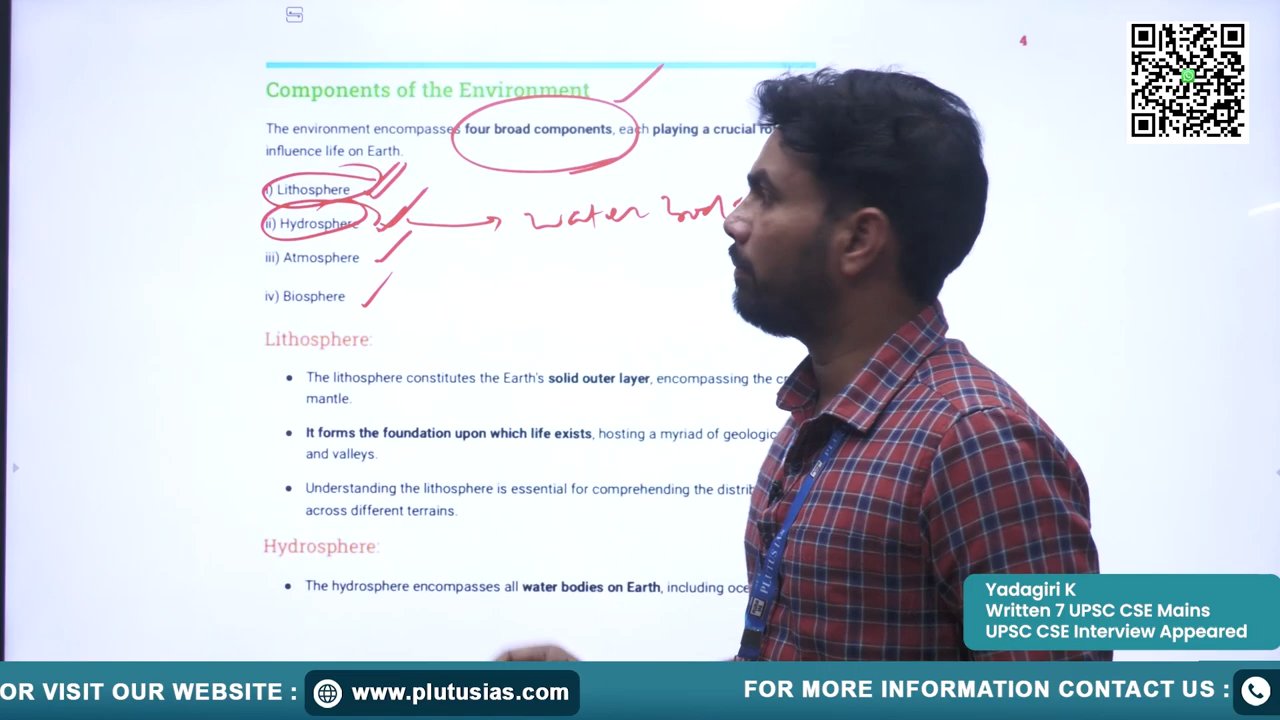 4
Components of the Environment
The environment encompasses four broad components, each playing a crucial
influence life on Earth.
i) Lithosphere
ii) Hydrosphere
water
iii) Atmosphere
iv) Biosphere
Lithosphere:
The lithosphere constitutes the Earth's solid outer layer, encompassing the
mantle.
It forms the foundation upon which life exists, hosting a myriad of
and valleys.
Understanding the lithosphere is essential for comprehending the
across different terrains.
Hydrosphere:
The hydrosphere encompasses all water bodies on Earth, including
Yadagiri K
Written 7 UPSC CSE Mains
UPSC CSE Interview Appeared
OR VISIT OUR WEBSITE : www.plutusias.com
FOR MORE INFORMATION CONTACT US :